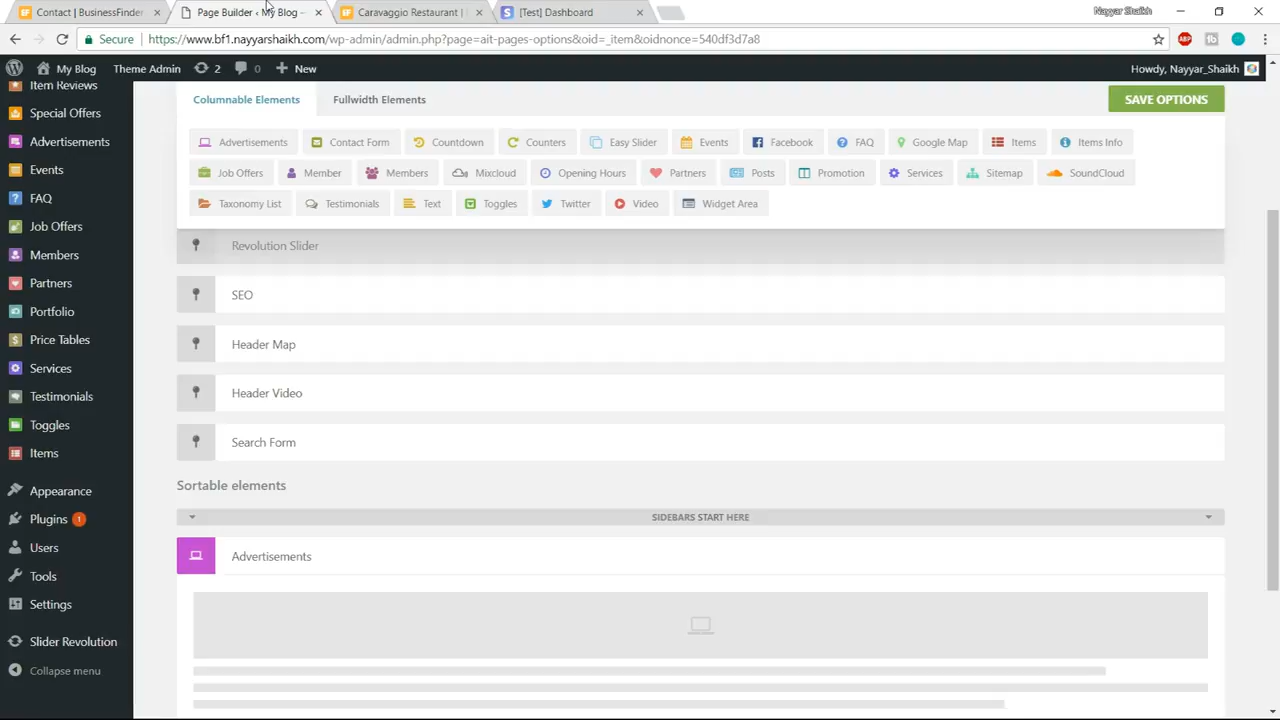 Contact | BusinessFinder
Page Builder ‹ My Blog –
Caravaggio Restaurant |
[Test] Dashboard
Nayyar Shaikh
Secure
https://www.bf1.nayyarshaikh.com/wp-admin/admin.php?page=ait-pages-options&oid=_item&oidnonce=540df3d7a8
My Blog
Theme Admin
2
0
New
Howdy, Nayyar_Shaikh
Item Reviews
Special Offers
Advertisements
Events
FAQ
Job Offers
Members
Partners
Portfolio
Price Tables
Services
Testimonials
Toggles
Items
Appearance
Plugins 1
Users
Tools
Settings
Slider Revolution
Collapse menu
Columnable Elements
Fullwidth Elements
SAVE OPTIONS
Advertisements Contact Form Countdown Counters Easy Slider Events Facebook FAQ Google Map Items Items Info
Job Offers Member Members Mixcloud Opening Hours Partners Posts Promotion Services Sitemap SoundCloud
Taxonomy List Testimonials Text Toggles Twitter Video Widget Area
Revolution Slider
SEO
Header Map
Header Video
Search Form
Sortable elements
SIDEBARS START HERE
Advertisements